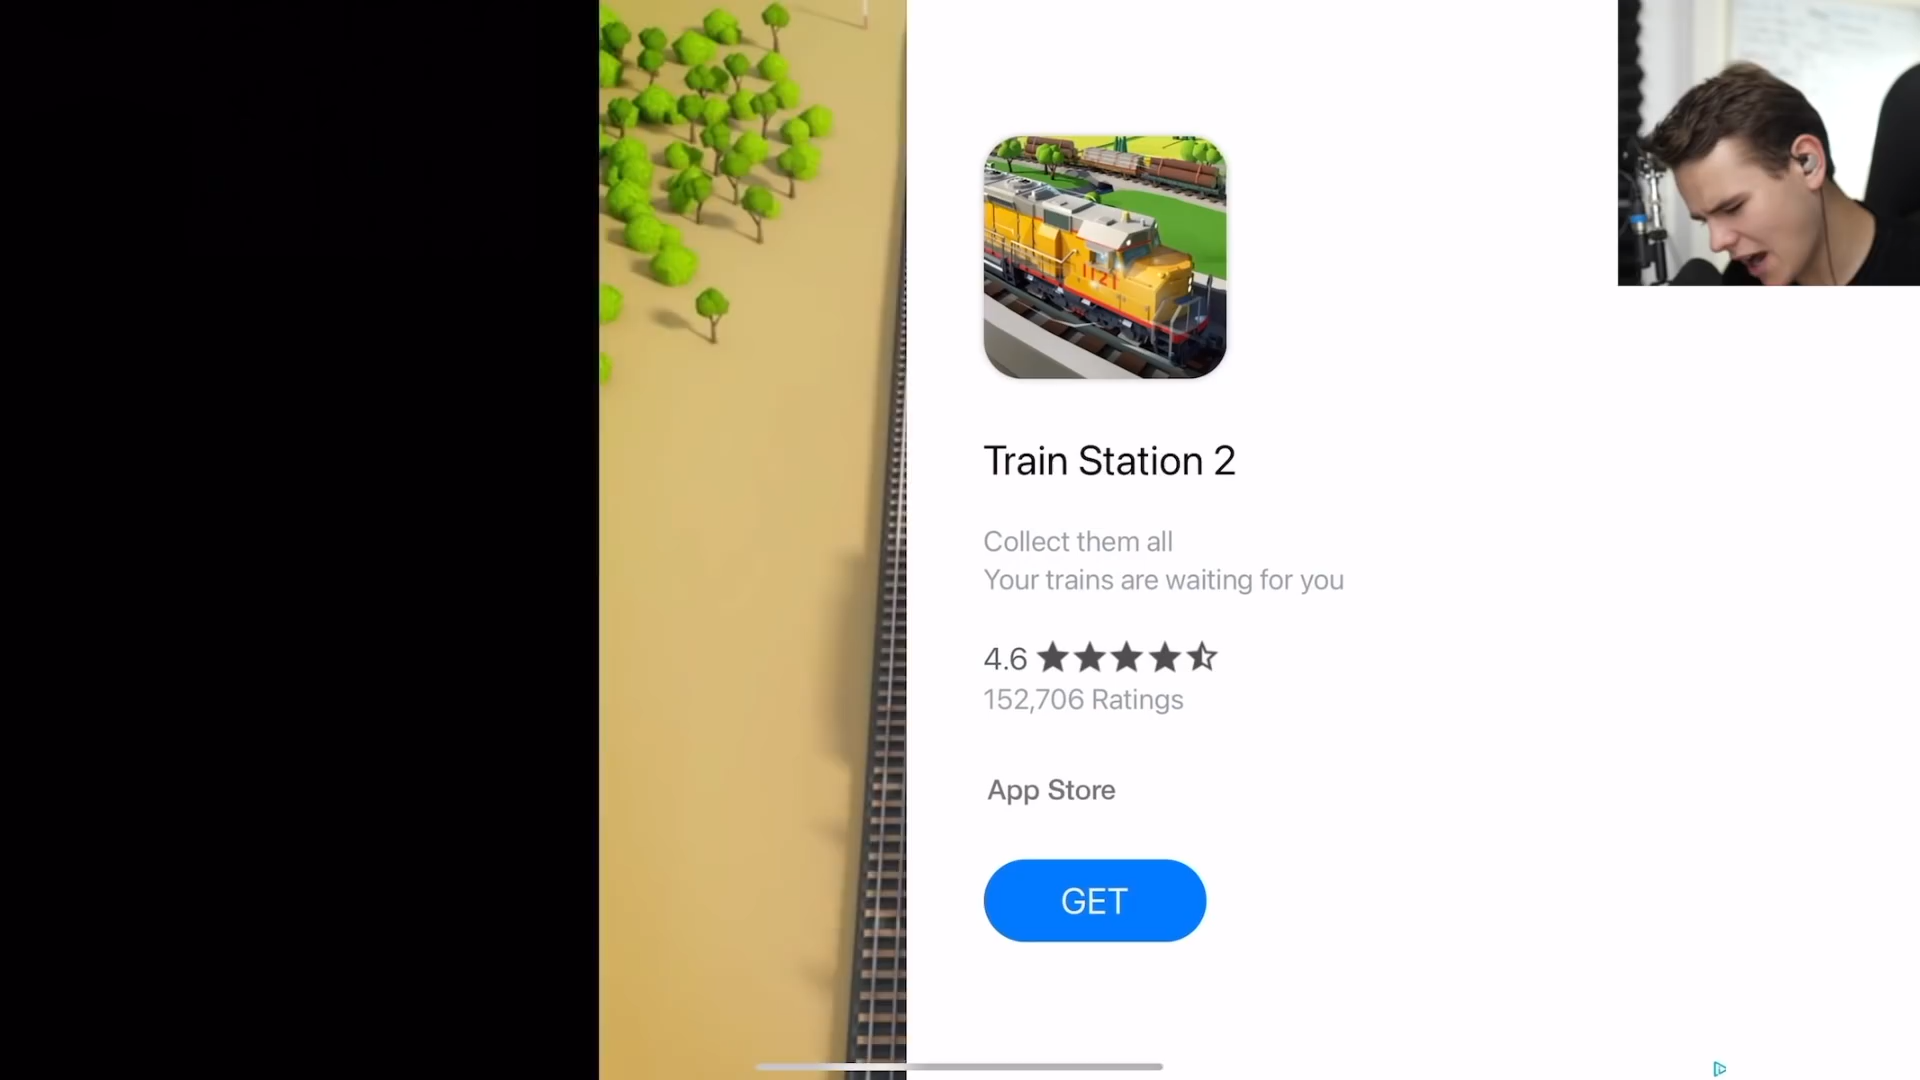 1121
Train Station 2
Collect them all
Your trains are waiting for you
4.6
152,706 Ratings
App Store
GET